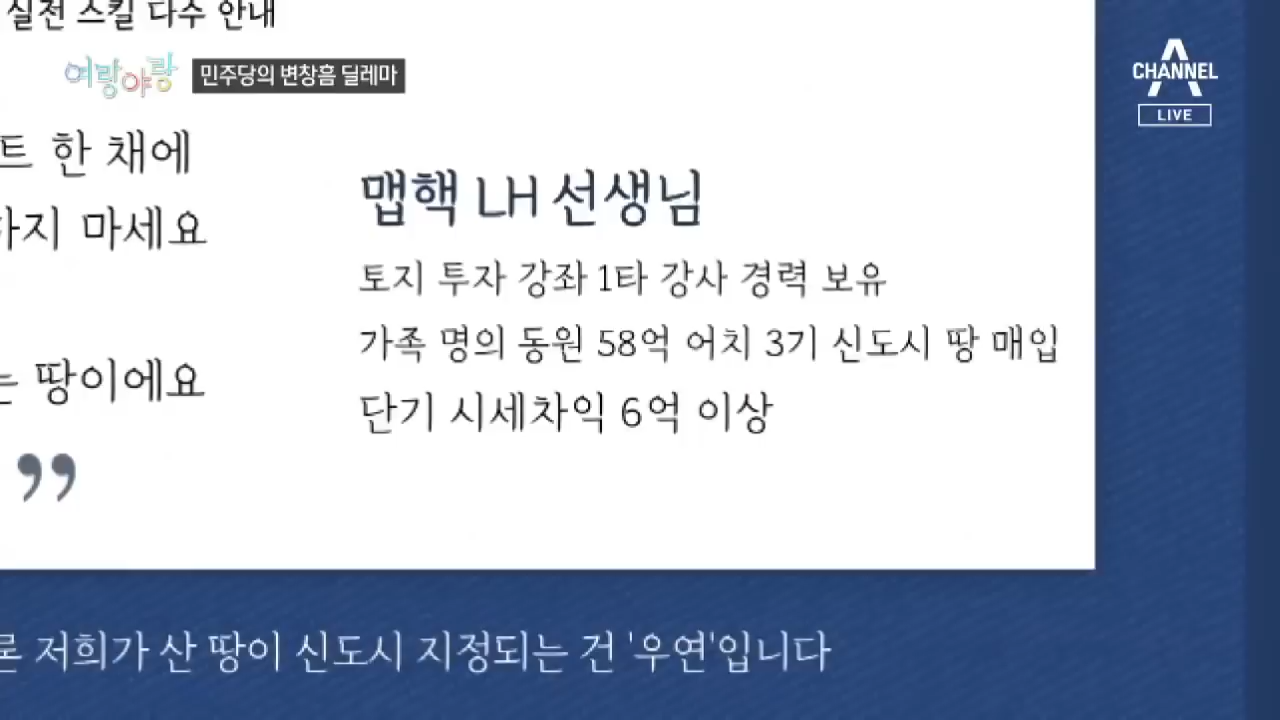 실전 스킬 다수 안내
여랑야랑 민주당의 변창흠 딜레마
CHANNEL A
LIVE
트 한 채에
하지 마세요
는 땅이에요
”
맵핵 LH 선생님
토지 투자 강좌 1타 강사 경력 보유
가족 명의 동원 58억 어치 3기 신도시 땅 매입
단기 시세차익 6억 이상
론 저희가 산 땅이 신도시 지정되는 건 '우연'입니다